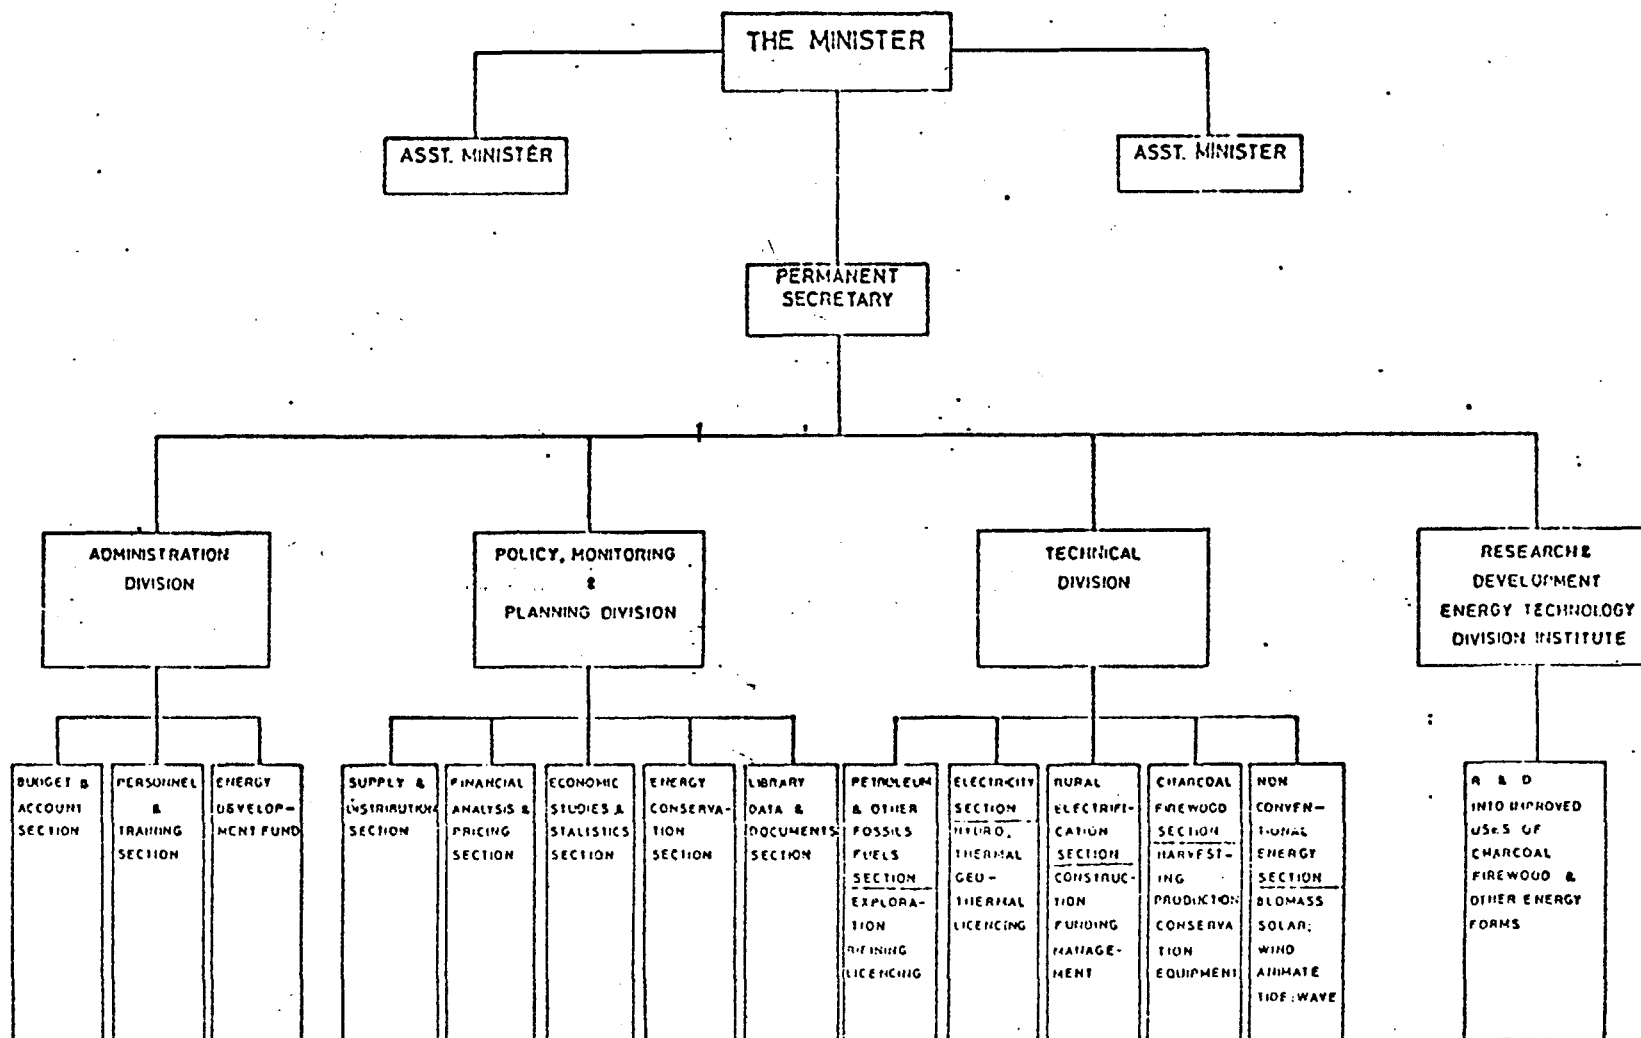 THE MINISTER
ASST. MINISTER
ASST. MINISTER
PERMANENT
SECRETARY
ADMINISTRATION
DIVISION
POLICY, MONITORING
&
PLANNING DIVISION
TECHNICAL
DIVISION
RESEARCH &
DEVELOPMENT
ENERGY TECHNOLOGY
DIVISION INSTITUTE
BUDGET &
ACCOUNT
SECTION
PERSONNEL
&
TRAINING
SECTION
ENERGY
DEVELOP-
MENT FUND
SUPPLY &
DISTRIBUTION
SECTION
FINANCIAL
ANALYSIS &
PRICING
SECTION
ECONOMIC
STUDIES &
STALISTICS
SECTION
ENERGY
CONSERVA-
TION
SECTION
LIBRARY
DATA &
DOCUMENTS
SECTION
PETROLEUM
& OTHER
FOSSILS
FUELS
SECTION
EXPLORA-
TION
REFINING
LICENCING
ELECTRICITY
SECTION
HYDRO,
THERMAL
GEO-
THERMAL
LICENCING
RURAL
ELECTRIFI-
CATION
SECTION
CONSTRUC-
TION
FUNDING
MANAGE-
MENT
CHARCOAL
FIREWOOD
SECTION
HARVEST-
ING
PRODUCTION
CONSERVA
TION
EQUIPMENT
NON
CONVEN-
TIONAL
ENERGY
SECTION
BLOMASS
SOLAR;
WIND
ANIMATE
TIDE;WAVE
R & D
INTO IMPROVED
USES OF
CHARCOAL
FIREWOOD &
OTHER ENERGY
FORMS